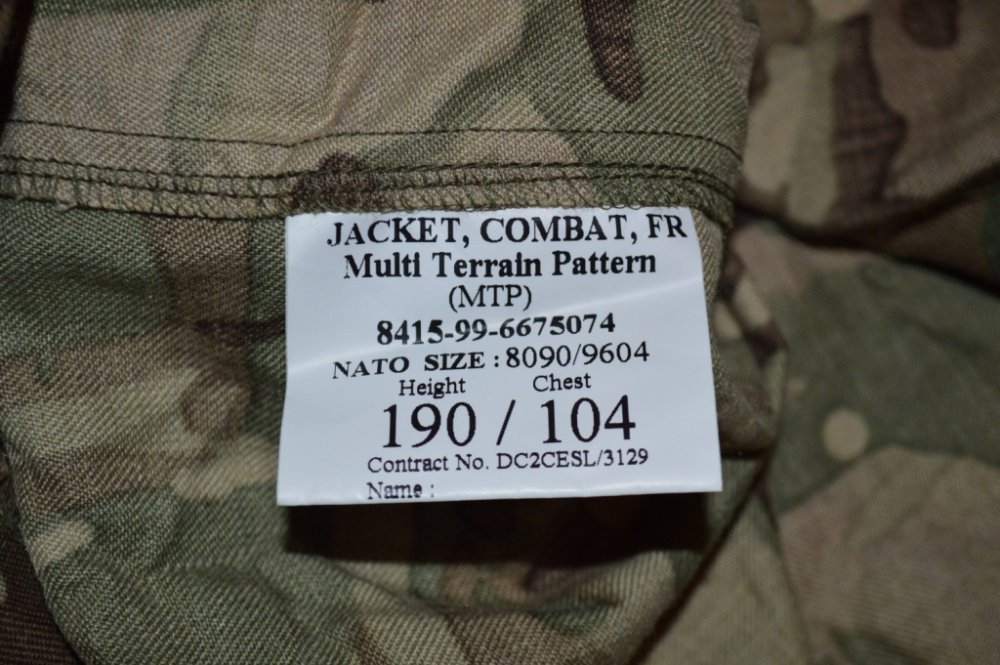 JACKET, COMBAT, FR
Multi Terrain Pattern
(MTP)
8415-99-6675074
NATO SIZE : 8090/9604
Height Chest
190 / 104
Contract No. DC2CESL/3129
Name :